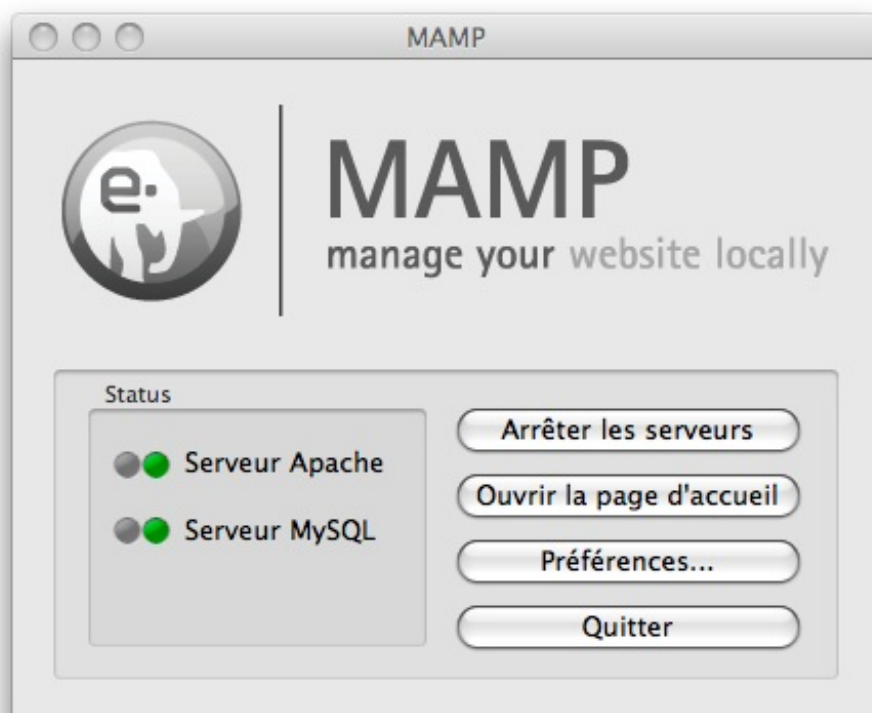 MAMP
e.
MAMP
manage your website locally
Status
Serveur Apache
Serveur MySQL
Arrêter les serveurs
Ouvrir la page d'accueil
Préférences...
Quitter